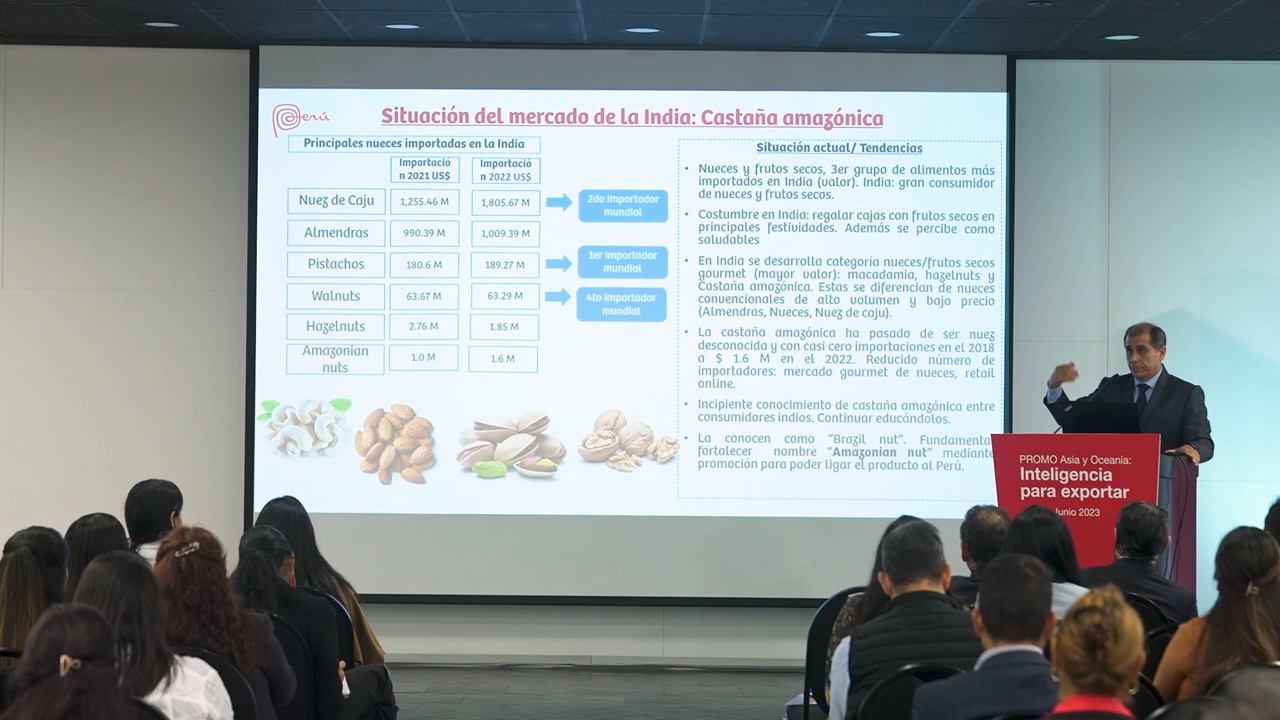 Perú
Situación del mercado de la India: Castaña amazónica
Principales nueces importadas en la India
Importació
n 2021 US$
Importació
n 2022 US$
Nuez de Caju
1,255.46 M
1,805.67 M
2do importador
mundial
Almendras
990.39 M
1,009.39 M
Pistachos
180.6 M
189.27 M
1er importador
mundial
Walnuts
63.67 M
63.29 M
4to importador
mundial
Hazelnuts
2.76 M
1.85 M
Amazonian
nuts
1.0 M
1.6 M
Situación actual/ Tendencias
• Nueces y frutos secos, 3er grupo de alimentos más
importados en India (valor). India: gran consumidor
de nueces y frutos secos.
• Costumbre en India: regalar cajas con frutos secos en
principales festividades. Además se percibe como
saludables
• En India se desarrolla categoría nueces/frutos secos
gourmet (mayor valor): macadamia, hazelnuts y
Castaña amazónica. Estas se diferencian de nueces
convencionales de alto volumen y bajo precio
(Almendras, Nueces, Nuez de caju).
• La castaña amazónica ha pasado de ser nuez
desconocida y con casi cero importaciones en el 2018
a $ 1.6 M en el 2022. Reducido número de
importadores: mercado gourmet de nueces, retail
online.
• Incipiente conocimiento de castaña amazónica entre
consumidores indios. Continuar educándolos.
• La conocen como "Brazil nut". Fundamental
fortalecer nombre "Amazonian nut" mediante
promoción para poder ligar el producto al Perú.
PROMO Asia y Oceanía:
Inteligencia
para exportar
Junio 2023